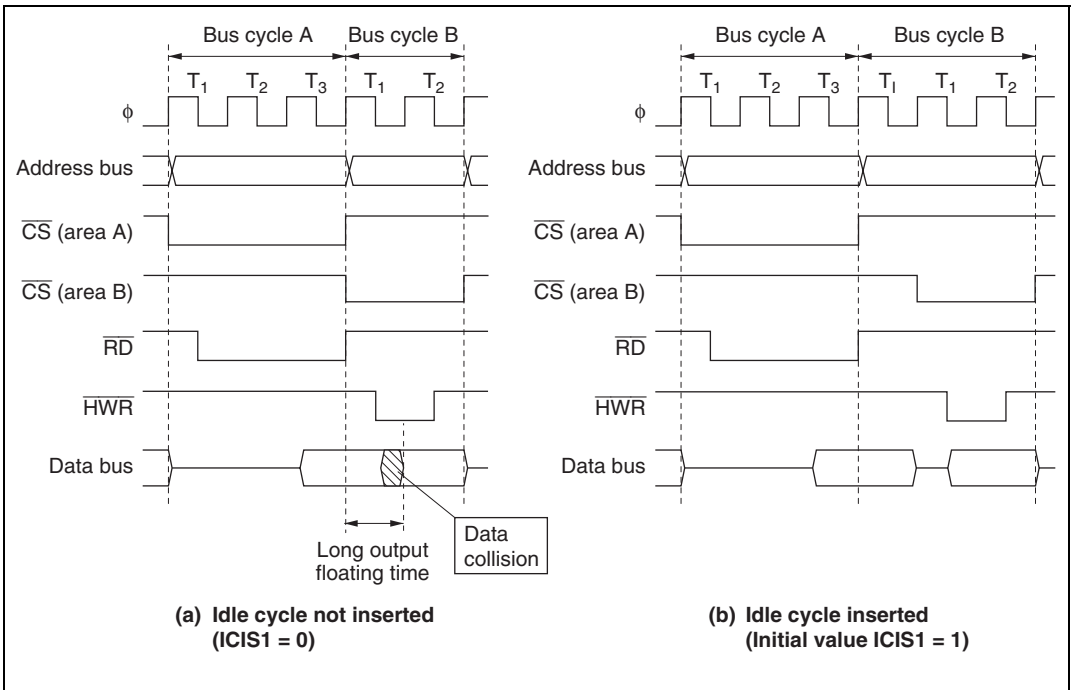 Bus cycle A
Bus cycle B
T1 T2 T3 T1 T2
ϕ
Address bus
CS (area A)
CS (area B)
RD
HWR
Data bus
Long output
floating time
Data
collision
(a) Idle cycle not inserted
(ICIS1 = 0)
Bus cycle A
Bus cycle B
T1 T2 T3 TI T1 T2
ϕ
Address bus
CS (area A)
CS (area B)
RD
HWR
Data bus
(b) Idle cycle inserted
(Initial value ICIS1 = 1)